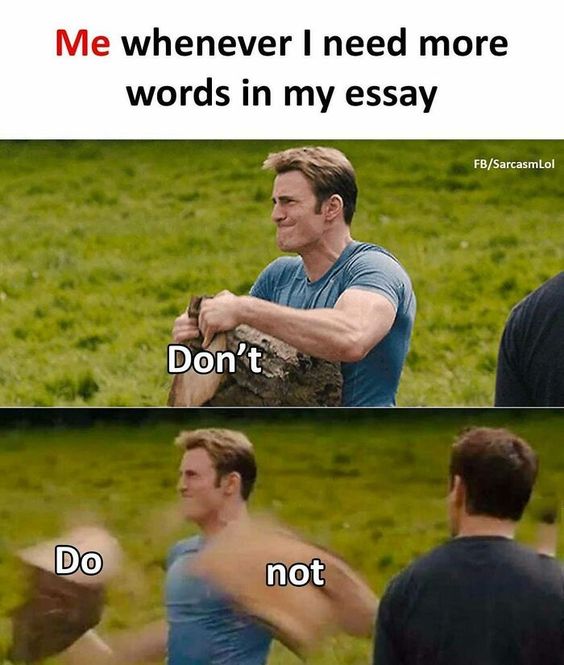 Me whenever I need more
words in my essay
FB/SarcasmLol
Don't
Do
not